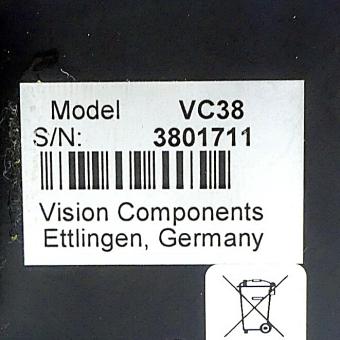 Model VC38
S/N: 3801711
Vision Components
Ettlingen, Germany